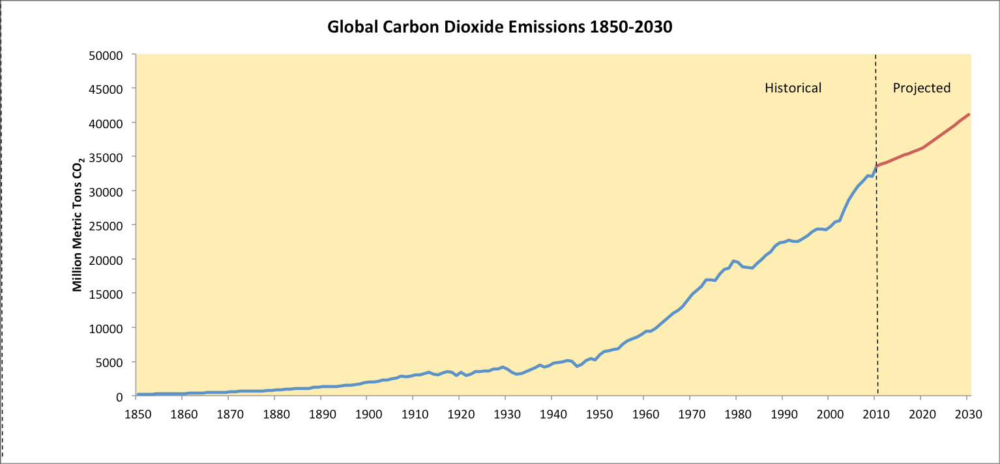 Global Carbon Dioxide Emissions 1850-2030
50000
45000
40000
35000
30000
25000
20000
15000
10000
5000
0
Million Metric Tons CO₂
Historical
Projected
1850 1860 1870 1880 1890 1900 1910 1920 1930 1940 1950 1960 1970 1980 1990 2000 2010 2020 2030